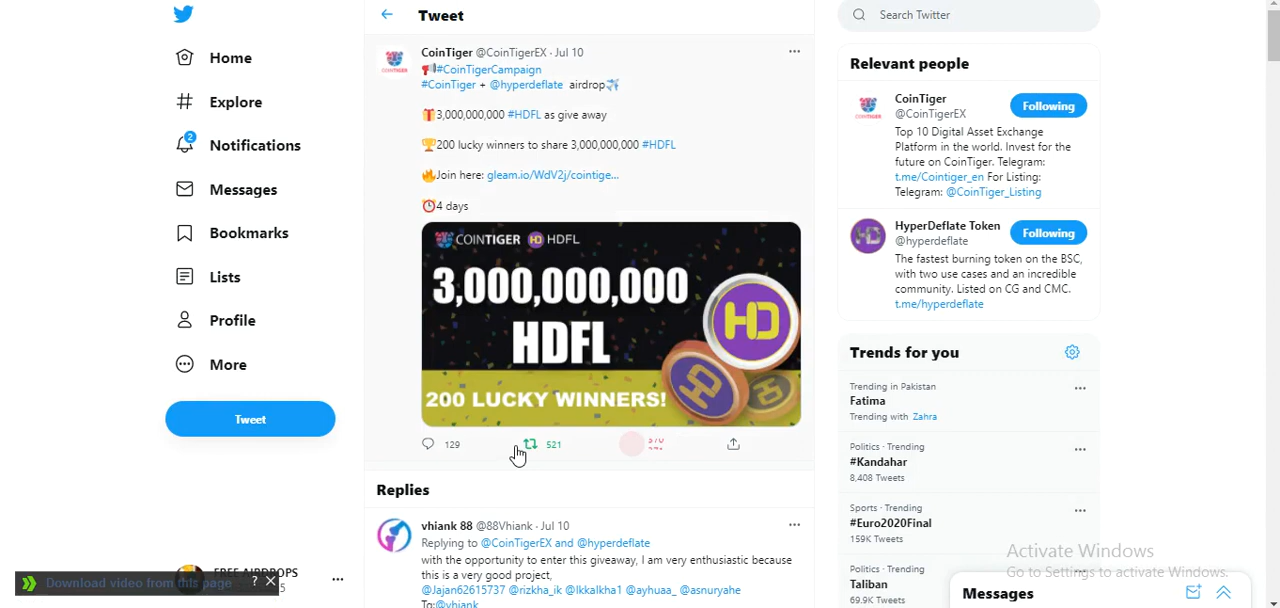 Home
Explore
2
Notifications
Messages
Bookmarks
Lists
Profile
More
Tweet
FREE AIRDROPS
Download video from this page ? ×
Tweet
CoinTiger @CoinTigerEX · Jul 10
#CoinTigerCampaign
#CoinTiger + @hyperdeflate airdrop
3,000,000,000 #HDFL as give away
200 lucky winners to share 3,000,000,000 #HDFL
Join here: gleam.io/WdV2j/cointige...
4 days
COINTIGER HD HDFL
3,000,000,000
HDFL
HD
200 LUCKY WINNERS!
129
521
Replies
vhiank 88 @88Vhiank · Jul 10
Replying to @CoinTigerEX and @hyperdeflate
with the opportunity to enter this giveaway, I am very enthusiastic because
this is a very good project,
@Jajan62615737 @rizkha_ik @Ikkalkha1 @ayhuaa_ @asnuryahe
To:@vhiank
Search Twitter
Relevant people
CoinTiger
@CoinTigerEX
Following
Top 10 Digital Asset Exchange
Platform in the world. Invest for the
future on CoinTiger. Telegram:
t.me/Cointiger_en For Listing:
Telegram: @CoinTiger_Listing
HyperDeflate Token
@hyperdeflate
Following
The fastest burning token on the BSC,
with two use cases and an incredible
community. Listed on CG and CMC.
t.me/hyperdeflate
Trends for you
Trending in Pakistan
Fatima
Trending with Zahra
Politics · Trending
#Kandahar
8,408 Tweets
Sports · Trending
#Euro2020Final
159K Tweets
Politics · Trending
Taliban
69.9K Tweets
Activate Windows
Go to Settings to activate Windows.
Messages